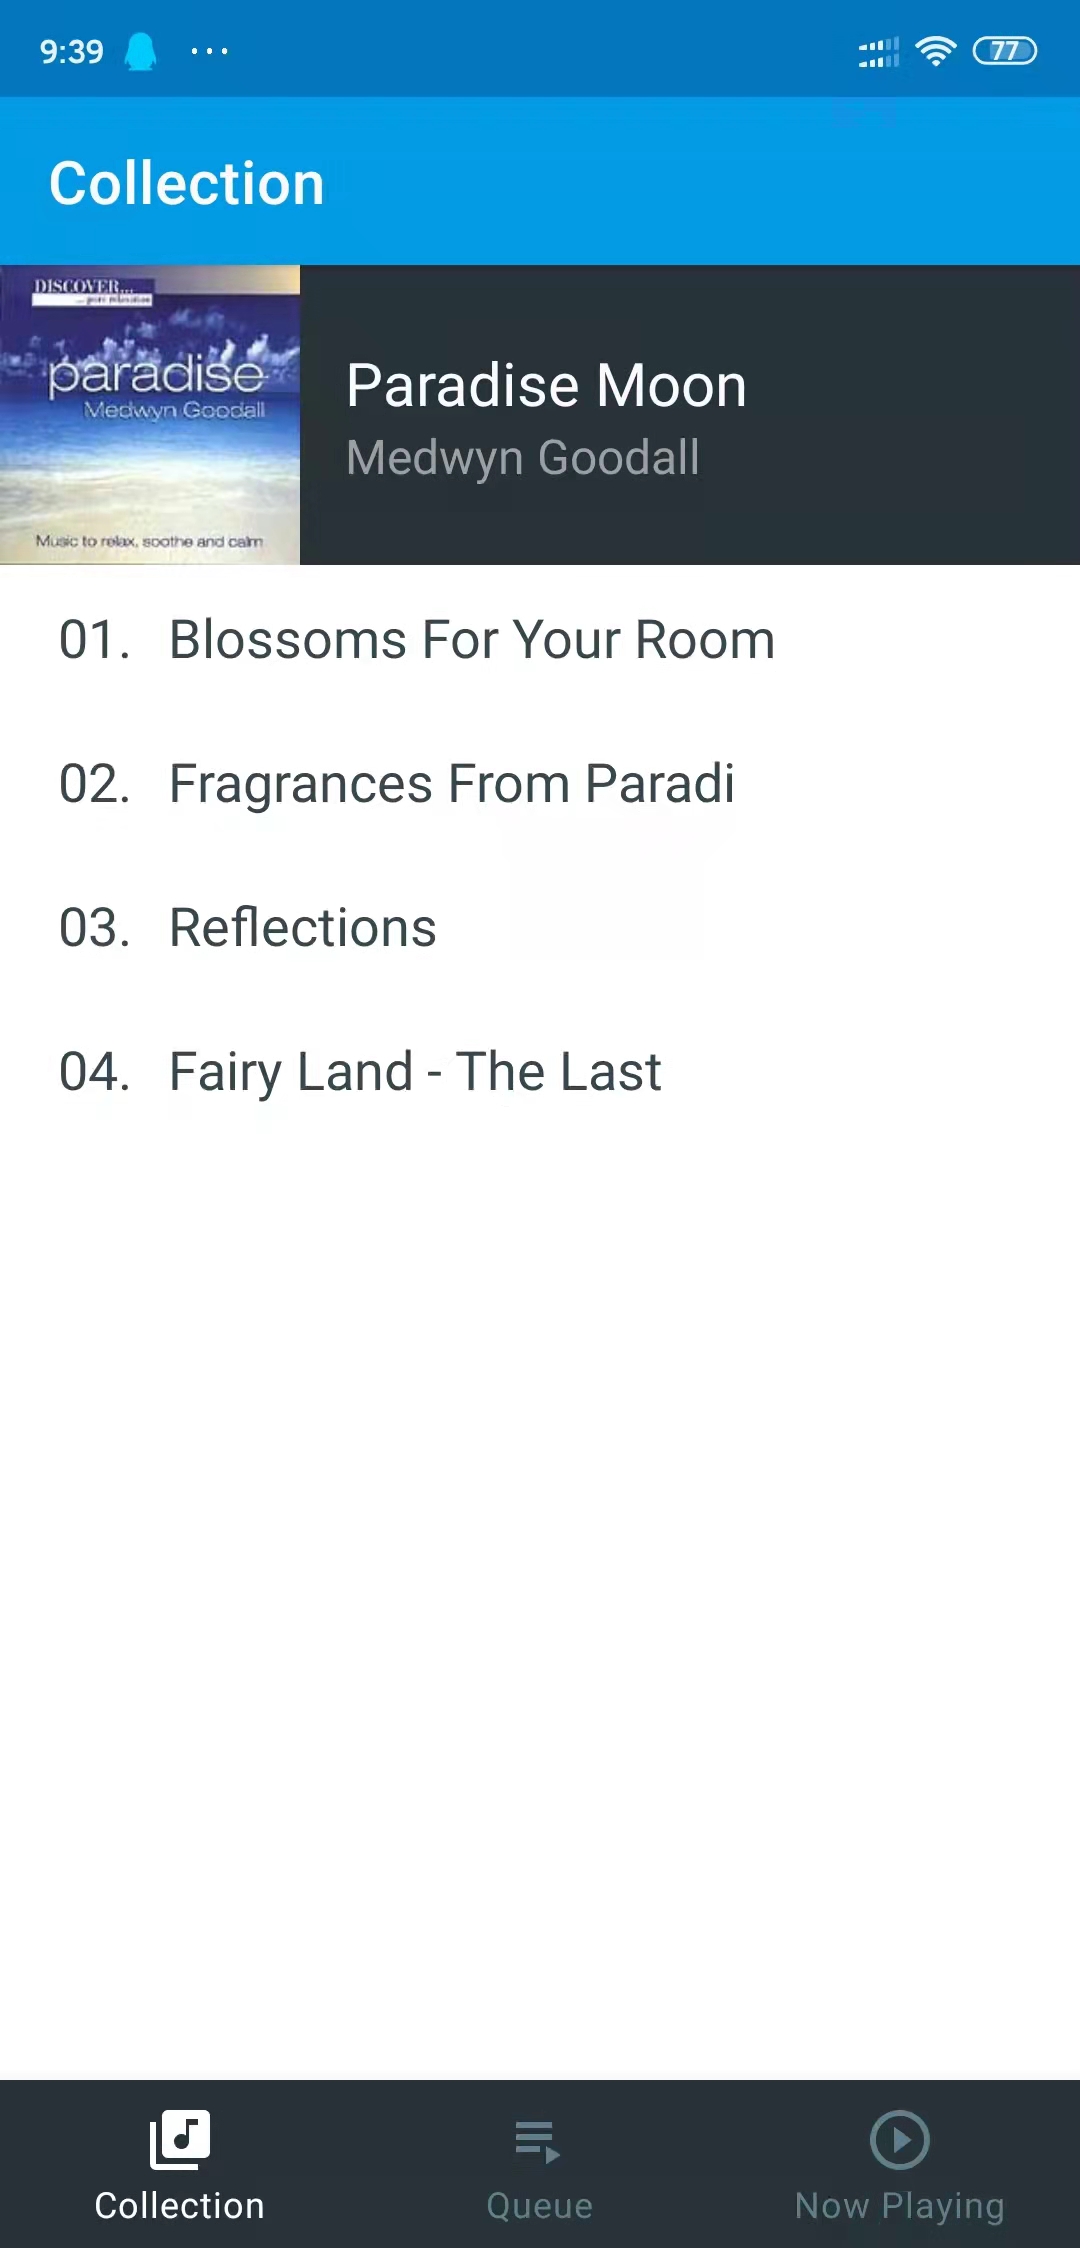 9:39
77
Collection
DISCOVER...
... pure relaxation
paradise
Medwyn Goodall
Music to relax, soothe and calm
Paradise Moon
Medwyn Goodall
01. Blossoms For Your Room
02. Fragrances From Paradi
03. Reflections
04. Fairy Land - The Last
Collection
Queue
Now Playing